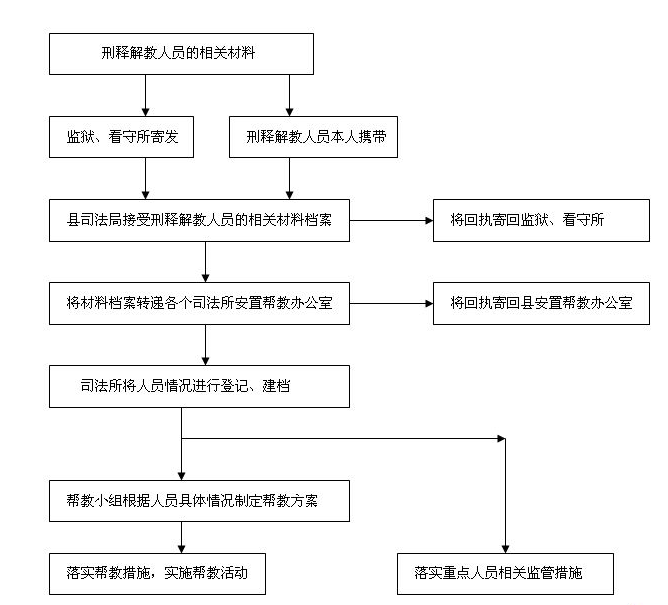 刑释解教人员的相关材料
监狱、看守所寄发
刑释解教人员本人携带
县司法局接受刑释解教人员的相关材料档案
将回执寄回监狱、看守所
将材料档案转递各个司法所安置帮教办公室
将回执寄回县安置帮教办公室
司法所将人员情况进行登记、建档
帮教小组根据人员具体情况制定帮教方案
落实帮教措施，实施帮教活动
落实重点人员相关监管措施